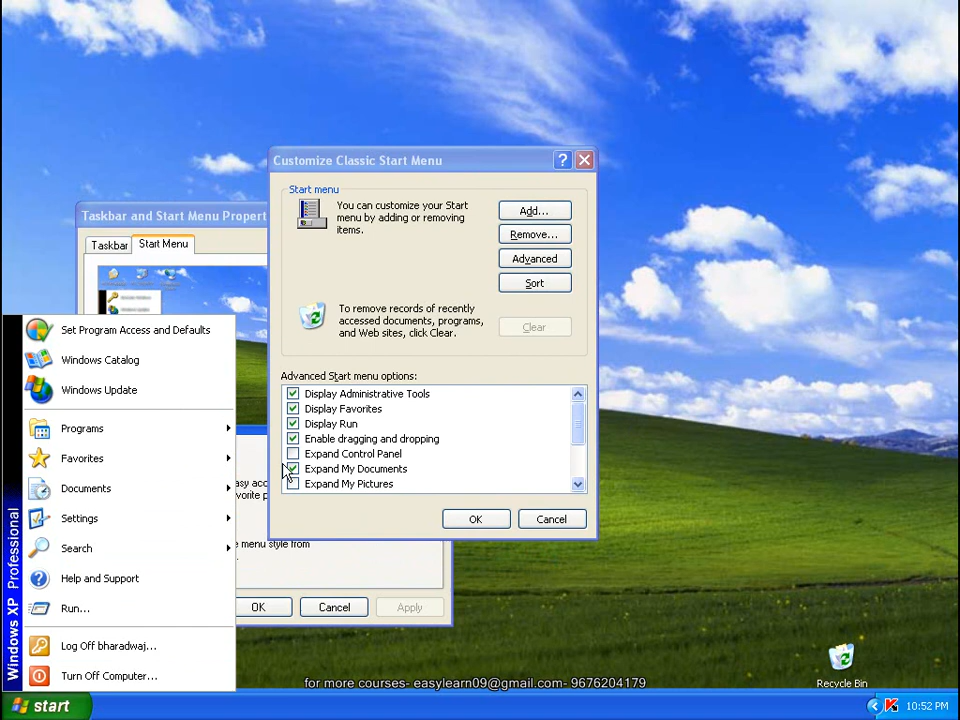 Customize Classic Start Menu
Start menu
You can customize your Start
menu by adding or removing
items.
Add...
Remove...
Advanced
Sort
To remove records of recently
accessed documents, programs,
and Web sites, click Clear.
Clear
Advanced Start menu options:
Display Administrative Tools
Display Favorites
Display Run
Enable dragging and dropping
Expand Control Panel
Expand My Documents
Expand My Pictures
OK
Cancel
Taskbar and Start Menu Propert
Taskbar
Start Menu
menu style from
OK
Cancel
Apply
Set Program Access and Defaults
Windows Catalog
Windows Update
Programs
Favorites
Documents
Settings
Search
Help and Support
Run...
Log Off bharadwaj...
Turn Off Computer...
Windows XP Professional
for more courses- easylearn09@gmail.com- 9676204179
Recycle Bin
start
10:52 PM